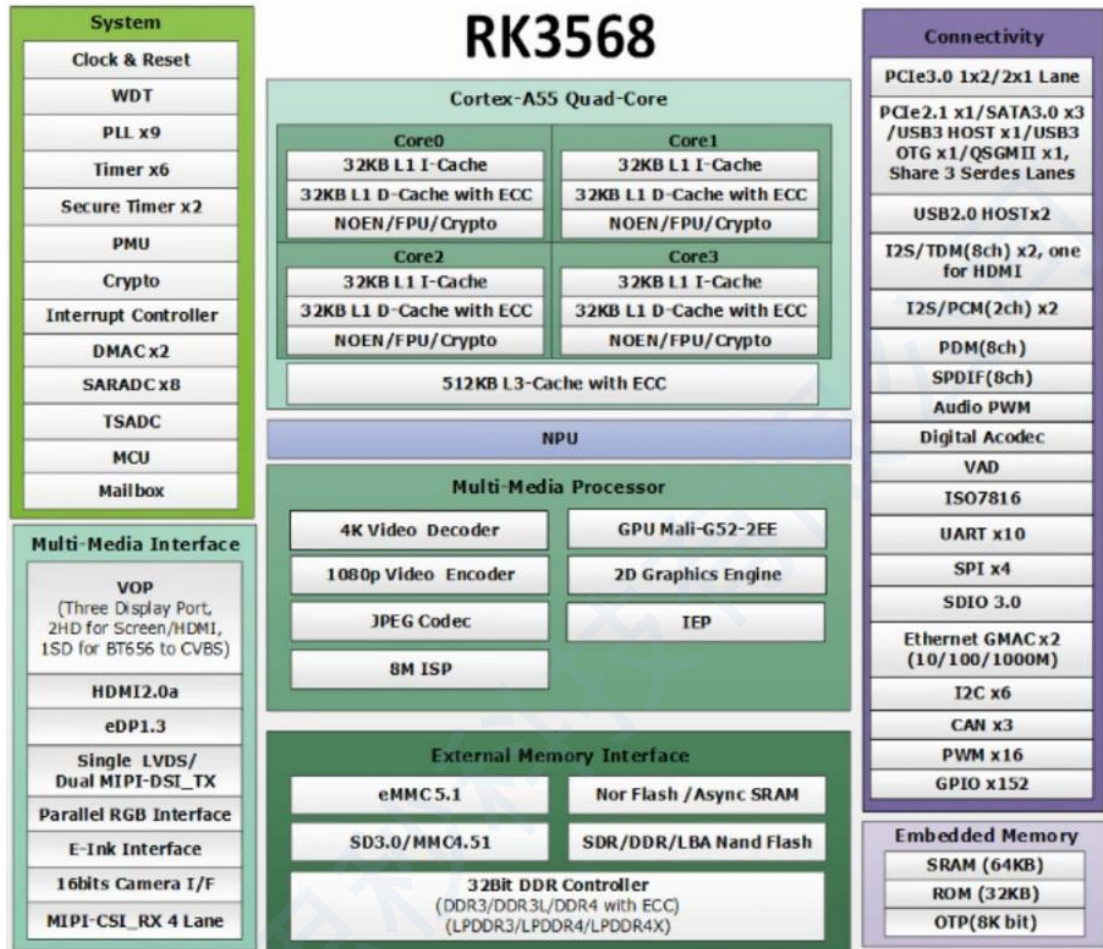 RK3568
System
Clock & Reset
WDT
PLL x9
Timer x6
Secure Timer x2
PMU
Crypto
Interrupt Controller
DMAC x2
SARADC x8
TSADC
MCU
Mailbox
Multi-Media Interface
VOP
(Three Display Port,
2HD for Screen/HDMI,
1SD for BT656 to CVBS)
HDMI2.0a
eDP1.3
Single LVDS/
Dual MIPI-DSI_TX
Parallel RGB Interface
E-Ink Interface
16bits Camera I/F
MIPI-CSI_RX 4 Lane
Cortex-A55 Quad-Core
Core0
32KB L1 I-Cache
32KB L1 D-Cache with ECC
NOEN/FPU/Crypto
Core1
32KB L1 I-Cache
32KB L1 D-Cache with ECC
NOEN/FPU/Crypto
Core2
32KB L1 I-Cache
32KB L1 D-Cache with ECC
NOEN/FPU/Crypto
Core3
32KB L1 I-Cache
32KB L1 D-Cache with ECC
NOEN/FPU/Crypto
512KB L3-Cache with ECC
NPU
Multi-Media Processor
4K Video Decoder
GPU Mali-G52-2EE
1080p Video Encoder
2D Graphics Engine
JPEG Codec
IEP
8M ISP
External Memory Interface
eMMC 5.1
Nor Flash /Async SRAM
SD3.0/MMC4.51
SDR/DDR/LBA Nand Flash
32Bit DDR Controller
(DDR3/DDR3L/DDR4 with ECC)
(LPDDR3/LPDDR4/LPDDR4X)
Connectivity
PCIe3.0 1x2/2x1 Lane
PCIe2.1 x1/SATA3.0 x3
/USB3 HOST x1/USB3
OTG x1/QSGMII x1,
Share 3 Serdes Lanes
USB2.0 HOSTx2
I2S/TDM(8ch) x2, one
for HDMI
I2S/PCM(2ch) x2
PDM(8ch)
SPDIF(8ch)
Audio PWM
Digital Acodec
VAD
ISO7816
UART x10
SPI x4
SDIO 3.0
Ethernet GMAC x2
(10/100/1000M)
I2C x6
CAN x3
PWM x16
GPIO x152
Embedded Memory
SRAM (64KB)
ROM (32KB)
OTP(8K bit)